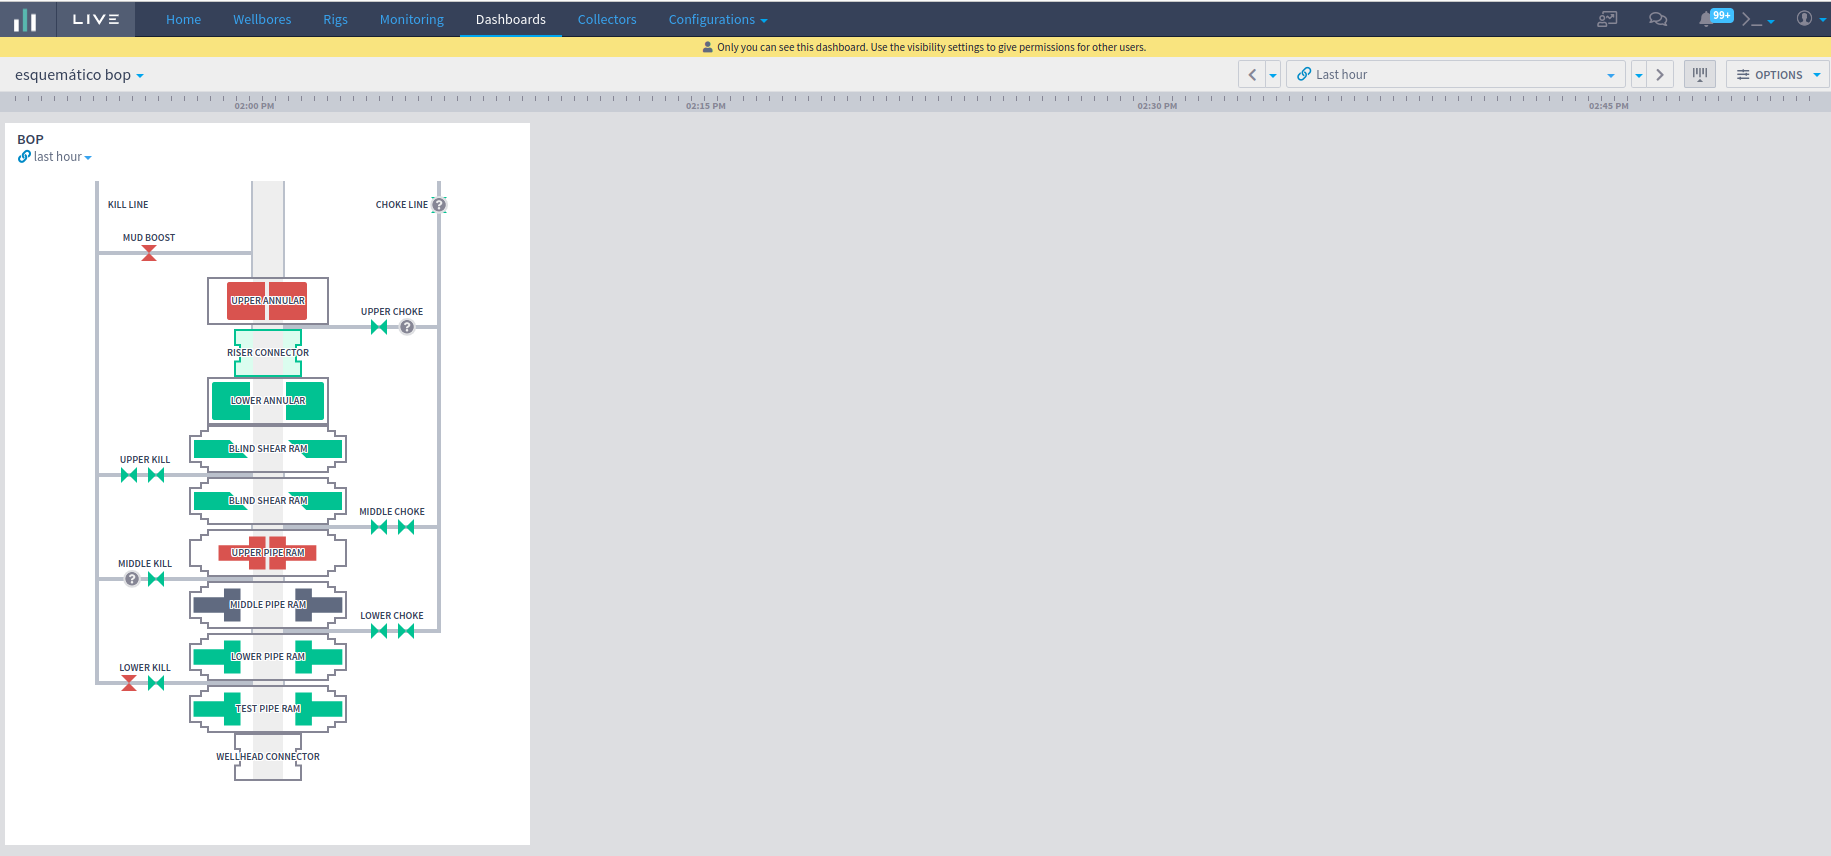 LIVE Home Wellbores Rigs Monitoring Dashboards Collectors Configurations 99+ >_
Only you can see this dashboard. Use the visibility settings to give permissions for other users.
esquemático bop Last hour OPTIONS
02:00 PM 02:15 PM 02:30 PM 02:45 PM
BOP
last hour
KILL LINE CHOKE LINE ?
MUD BOOST
UPPER ANNULAR
UPPER CHOKE
?
RISER CONNECTOR
LOWER ANNULAR
BLIND SHEAR RAM
UPPER KILL
BLIND SHEAR RAM
MIDDLE CHOKE
UPPER PIPE RAM
MIDDLE KILL
?
MIDDLE PIPE RAM
LOWER CHOKE
LOWER PIPE RAM
LOWER KILL
TEST PIPE RAM
WELLHEAD CONNECTOR